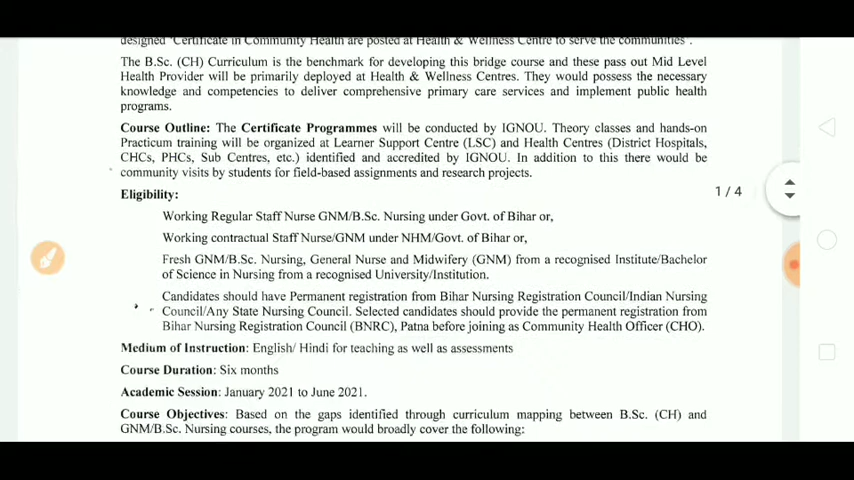 designed "Certificate in Community Health are posted at Health & Wellness Centre to serve the communities".
The B.Sc. (CH) Curriculum is the benchmark for developing this bridge course and these pass out Mid Level
Health Provider will be primarily deployed at Health & Wellness Centres. They would possess the necessary
knowledge and competencies to deliver comprehensive primary care services and implement public health
programs.
Course Outline: The Certificate Programmes will be conducted by IGNOU. Theory classes and hands-on
Practicum training will be organized at Learner Support Centre (LSC) and Health Centres (District Hospitals,
CHCs, PHCs, Sub Centres, etc.) identified and accredited by IGNOU. In addition to this there would be
community visits by students for field-based assignments and research projects.
Eligibility:
Working Regular Staff Nurse GNM/B.Sc. Nursing under Govt. of Bihar or,
Working contractual Staff Nurse/GNM under NHM/Govt. of Bihar or,
Fresh GNM/B.Sc. Nursing, General Nurse and Midwifery (GNM) from a recognised Institute/Bachelor
of Science in Nursing from a recognised University/Institution.
Candidates should have Permanent registration from Bihar Nursing Registration Council/Indian Nursing
Council/Any State Nursing Council. Selected candidates should provide the permanent registration from
Bihar Nursing Registration Council (BNRC), Patna before joining as Community Health Officer (CHO).
Medium of Instruction: English/ Hindi for teaching as well as assessments
Course Duration: Six months
Academic Session: January 2021 to June 2021.
Course Objectives: Based on the gaps identified through curriculum mapping between B.Sc. (CH) and
GNM/B.Sc. Nursing courses, the program would broadly cover the following:
1 / 4